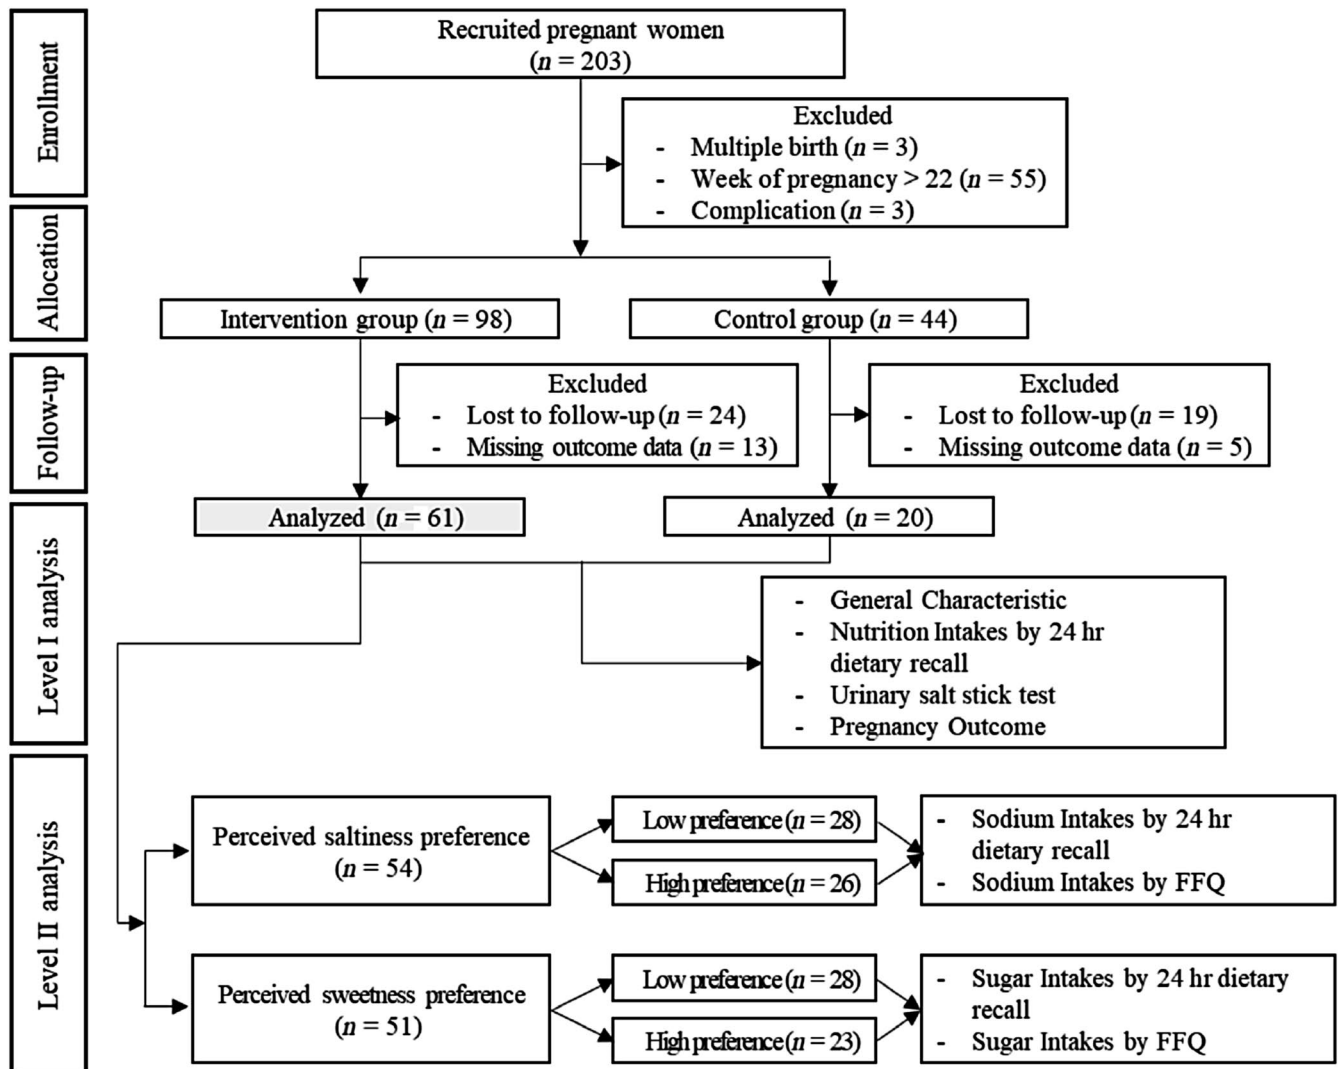 Enrollment
Recruited pregnant women
(n = 203)
Excluded
- Multiple birth (n = 3)
- Week of pregnancy > 22 (n = 55)
- Complication (n = 3)
Allocation
Intervention group (n = 98)
Control group (n = 44)
Follow-up
Excluded
- Lost to follow-up (n = 24)
- Missing outcome data (n = 13)
Excluded
- Lost to follow-up (n = 19)
- Missing outcome data (n = 5)
Level I analysis
Analyzed (n = 61)
Analyzed (n = 20)
- General Characteristic
- Nutrition Intakes by 24 hr
dietary recall
- Urinary salt stick test
- Pregnancy Outcome
Level II analysis
Perceived saltiness preference
(n = 54)
Low preference (n = 28)
High preference (n = 26)
- Sodium Intakes by 24 hr
dietary recall
- Sodium Intakes by FFQ
Perceived sweetness preference
(n = 51)
Low preference (n = 28)
High preference (n = 23)
- Sugar Intakes by 24 hr dietary
recall
- Sugar Intakes by FFQ